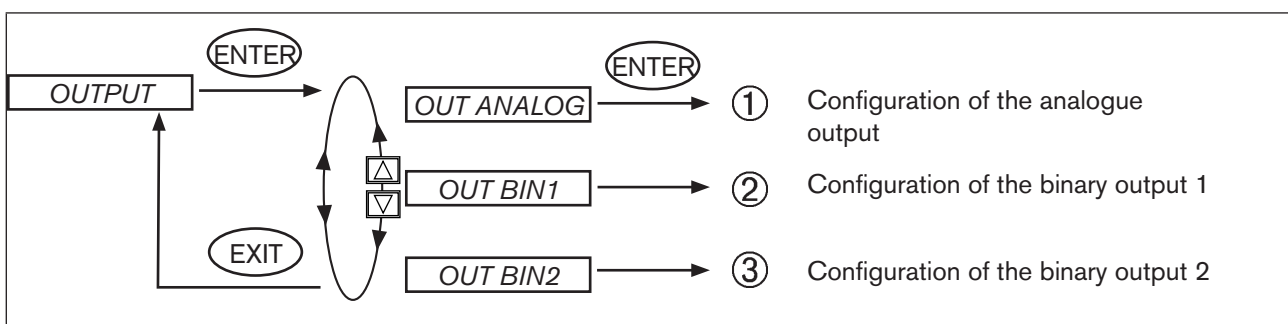 ENTER
ENTER
OUTPUT
OUT ANALOG
① Configuration of the analogue
output
OUT BIN1
② Configuration of the binary output 1
EXIT
OUT BIN2
③ Configuration of the binary output 2